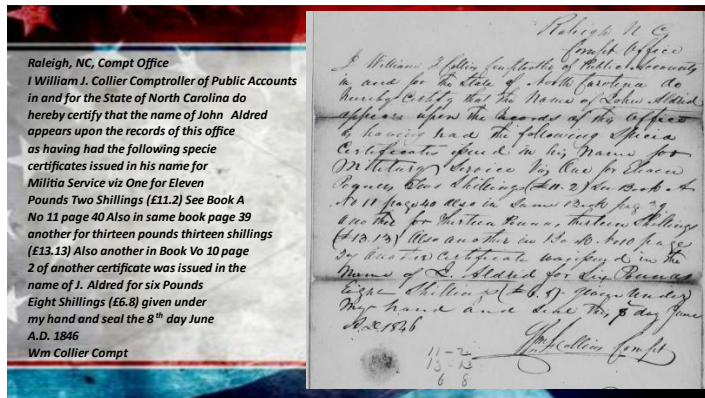 Raleigh, NC, Compt Office
I William J. Collier Comptroller of Public Accounts
in and for the State of North Carolina do
hereby certify that the name of John Aldred
appears upon the records of this office
as having had the following specie
certificates issued in his name for
Militia Service viz One for Eleven
Pounds Two Shillings (£11.2) See Book A
No 11 page 40 Also in same book page 39
another for thirteen pounds thirteen shillings
(£13.13) Also another in Book Vo 10 page
2 of another certificate was issued in the
name of J. Aldred for six Pounds
Eight Shillings (£6.8) given under
my hand and seal the 8th day June
A.D. 1846
Wm Collier Compt
Raleigh N C
Compt Office
I William J Collins Comptroller of Public Accounts
in and for the State of North Carolina do
hereby Certify that the Name of John Aldrid
appears upon the records of this office
as having had the following Specia
Certificates issued in his Name for
Military Service Viz One for Eleven
Pounds Two Shillings (£11.2) See Book A
No 11 page 40 also in Same Book page 39
another for thirteen Pounds thirteen Shillings
(£13.13) Also another in Book No 10 page
another Certificate was issued in the
Name of J. Aldrid for Six Pounds
Eight Shillings (£6.8) given under
My hand and Seal this 8 day June
AD 1846
Wm J Collins Compt
11-2
13-13
6 8